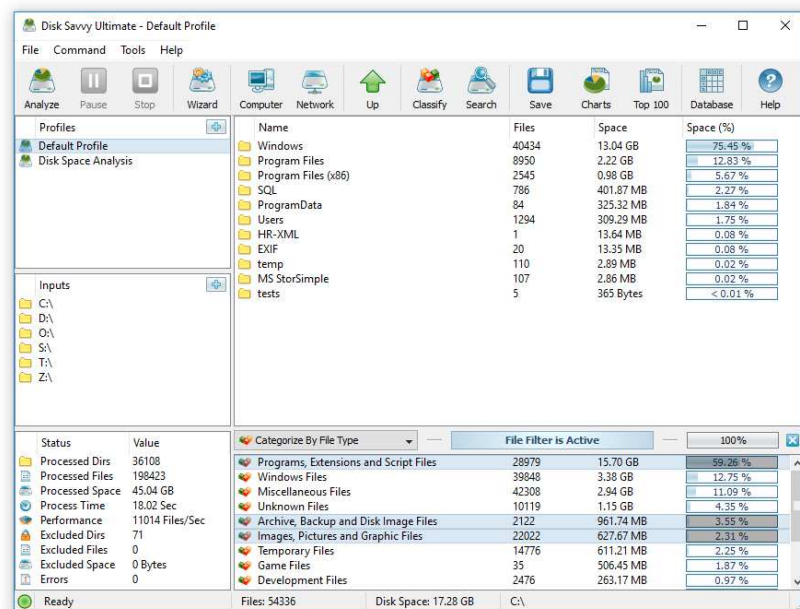 Disk Savvy Ultimate - Default Profile
File Command Tools Help
Analyze Pause Stop Wizard Computer Network Up Classify Search Save Charts Top 100 Database Help
Profiles
Default Profile
Disk Space Analysis
Inputs
C:\
D:\
O:\
S:\
T:\
Z:\
Name Files Space Space (%)
Windows 40434 13.04 GB 75.45 %
Program Files 8950 2.22 GB 12.83 %
Program Files (x86) 2545 0.98 GB 5.67 %
SQL 786 401.87 MB 2.27 %
ProgramData 84 325.32 MB 1.84 %
Users 1294 309.29 MB 1.75 %
HR-XML 1 13.64 MB 0.08 %
EXIF 20 13.35 MB 0.08 %
temp 110 2.89 MB 0.02 %
MS StorSimple 107 2.86 MB 0.02 %
tests 5 365 Bytes < 0.01 %
Status Value
Processed Dirs 36108
Processed Files 198423
Processed Space 45.04 GB
Process Time 18.02 Sec
Performance 11014 Files/Sec
Excluded Dirs 71
Excluded Files 0
Excluded Space 0 Bytes
Errors 0
Categorize By File Type File Filter is Active 100%
Programs, Extensions and Script Files 28979 15.70 GB 59.26 %
Windows Files 39848 3.38 GB 12.75 %
Miscellaneous Files 42308 2.94 GB 11.09 %
Unknown Files 10119 1.15 GB 4.35 %
Archive, Backup and Disk Image Files 2122 961.74 MB 3.55 %
Images, Pictures and Graphic Files 22022 627.67 MB 2.31 %
Temporary Files 14776 611.21 MB 2.25 %
Game Files 35 506.45 MB 1.87 %
Development Files 2476 263.17 MB 0.97 %
Ready Files: 54336 Disk Space: 17.28 GB C:\